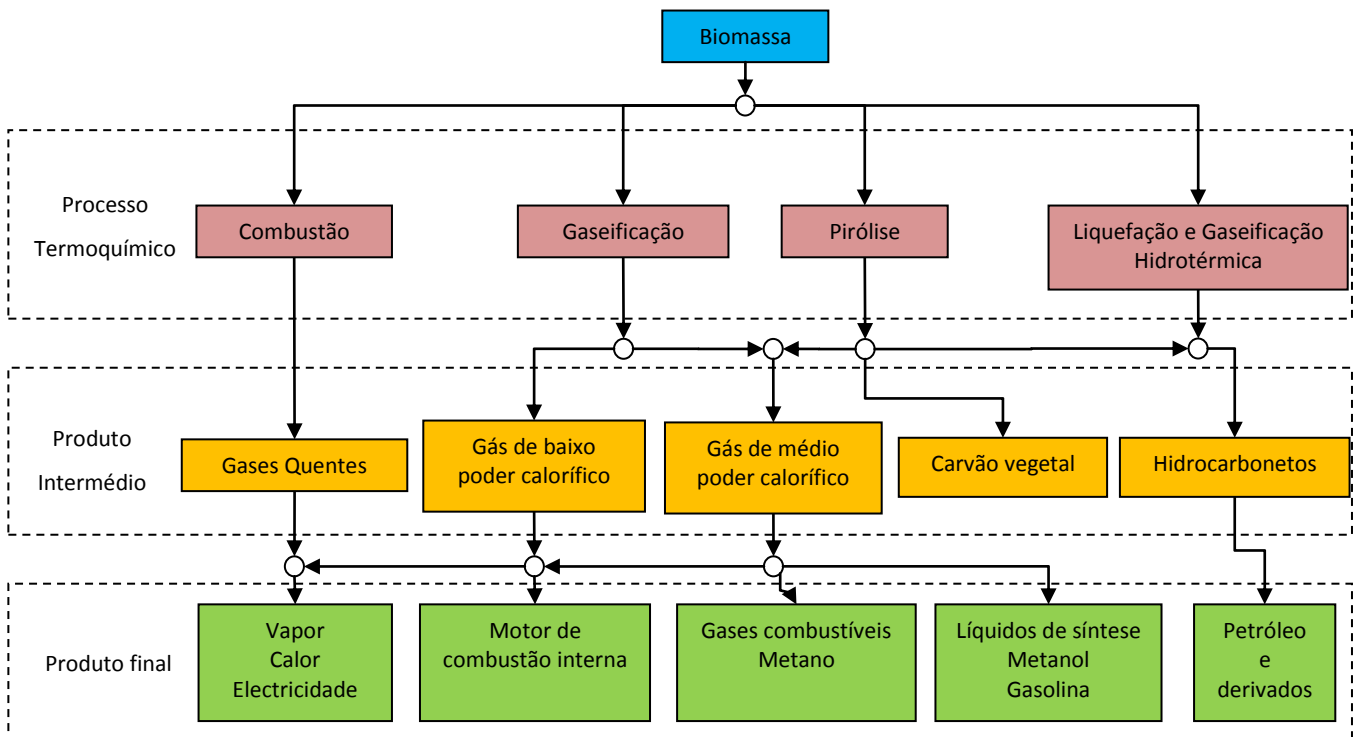 Biomassa
Processo
Termoquímico
Combustão
Gaseificação
Pirólise
Liquefação e Gaseificação
Hidrotérmica
Produto
Intermédio
Gases Quentes
Gás de baixo
poder calorífico
Gás de médio
poder calorífico
Carvão vegetal
Hidrocarbonetos
Produto final
Vapor
Calor
Electricidade
Motor de
combustão interna
Gases combustíveis
Metano
Líquidos de síntese
Metanol
Gasolina
Petróleo
e
derivados